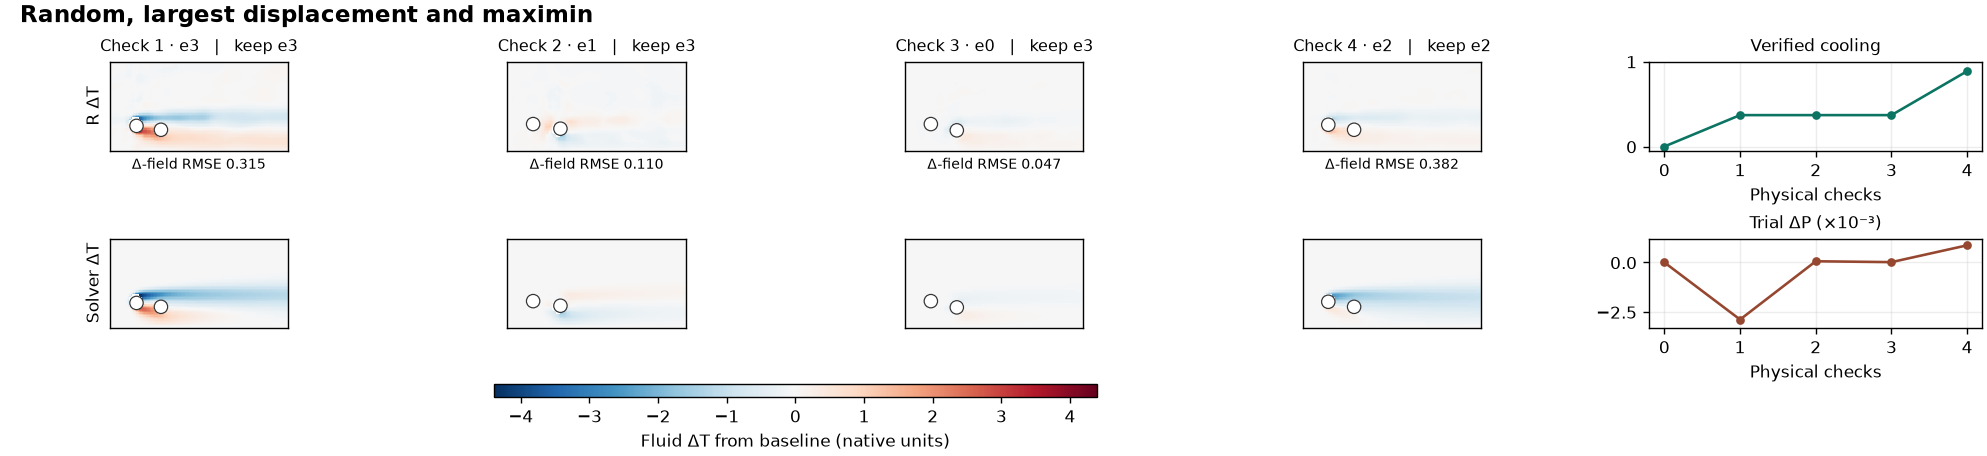 Random, largest displacement and maximin
Check 1 · e3   |   keep e3
Check 2 · e1   |   keep e3
Check 3 · e0   |   keep e3
Check 4 · e2   |   keep e2
Verified cooling
R ΔT
Δ-field RMSE 0.315
Δ-field RMSE 0.110
Δ-field RMSE 0.047
Δ-field RMSE 0.382
1
0
0 1 2 3 4
Physical checks
Trial ΔP (×10⁻³)
Solver ΔT
0.0
−2.5
0 1 2 3 4
Physical checks
−4 −3 −2 −1 0 1 2 3 4
Fluid ΔT from baseline (native units)